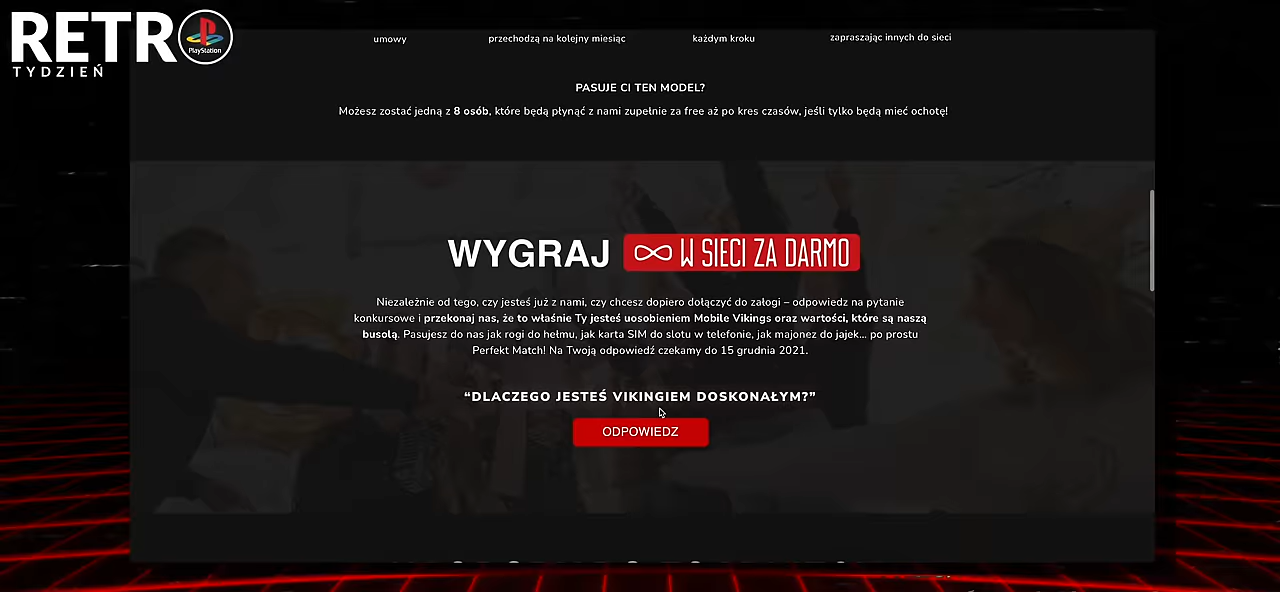 RETRO
PlayStation
TYDZIEŃ
umowy przechodzą na kolejny miesiąc każdym kroku zapraszając innych do sieci
PASUJE CI TEN MODEL?
Możesz zostać jedną z 8 osób, które będą płynąć z nami zupełnie za free aż po kres czasów, jeśli tylko będą mieć ochotę!
WYGRAJ ∞ W SIECI ZA DARMO
Niezależnie od tego, czy jesteś już z nami, czy chcesz dopiero dołączyć do załogi – odpowiedz na pytanie
konkursowe i przekonaj nas, że to właśnie Ty jesteś uosobieniem Mobile Vikings oraz wartości, które są naszą
busolą. Pasujesz do nas jak rogi do hełmu, jak karta SIM do slotu w telefonie, jak majonez do jajek... po prostu
Perfekt Match! Na Twoją odpowiedź czekamy do 15 grudnia 2021.
“DLACZEGO JESTEŚ VIKINGIEM DOSKONAŁYM?”
ODPOWIEDZ